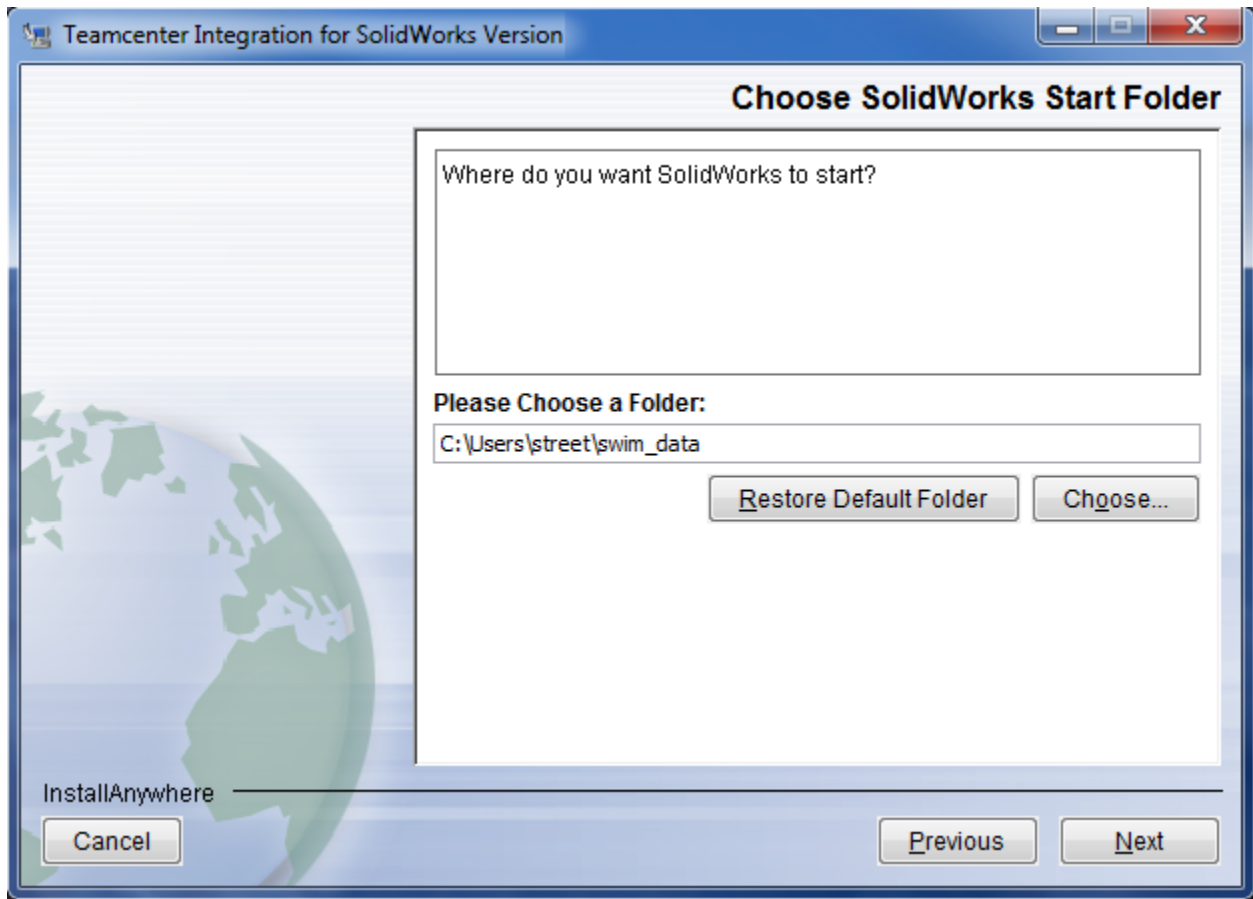 Teamcenter Integration for SolidWorks Version
Choose SolidWorks Start Folder
Where do you want SolidWorks to start?
Please Choose a Folder:
C:\Users\street\swim_data
Restore Default Folder
Choose...
InstallAnywhere
Cancel
Previous
Next